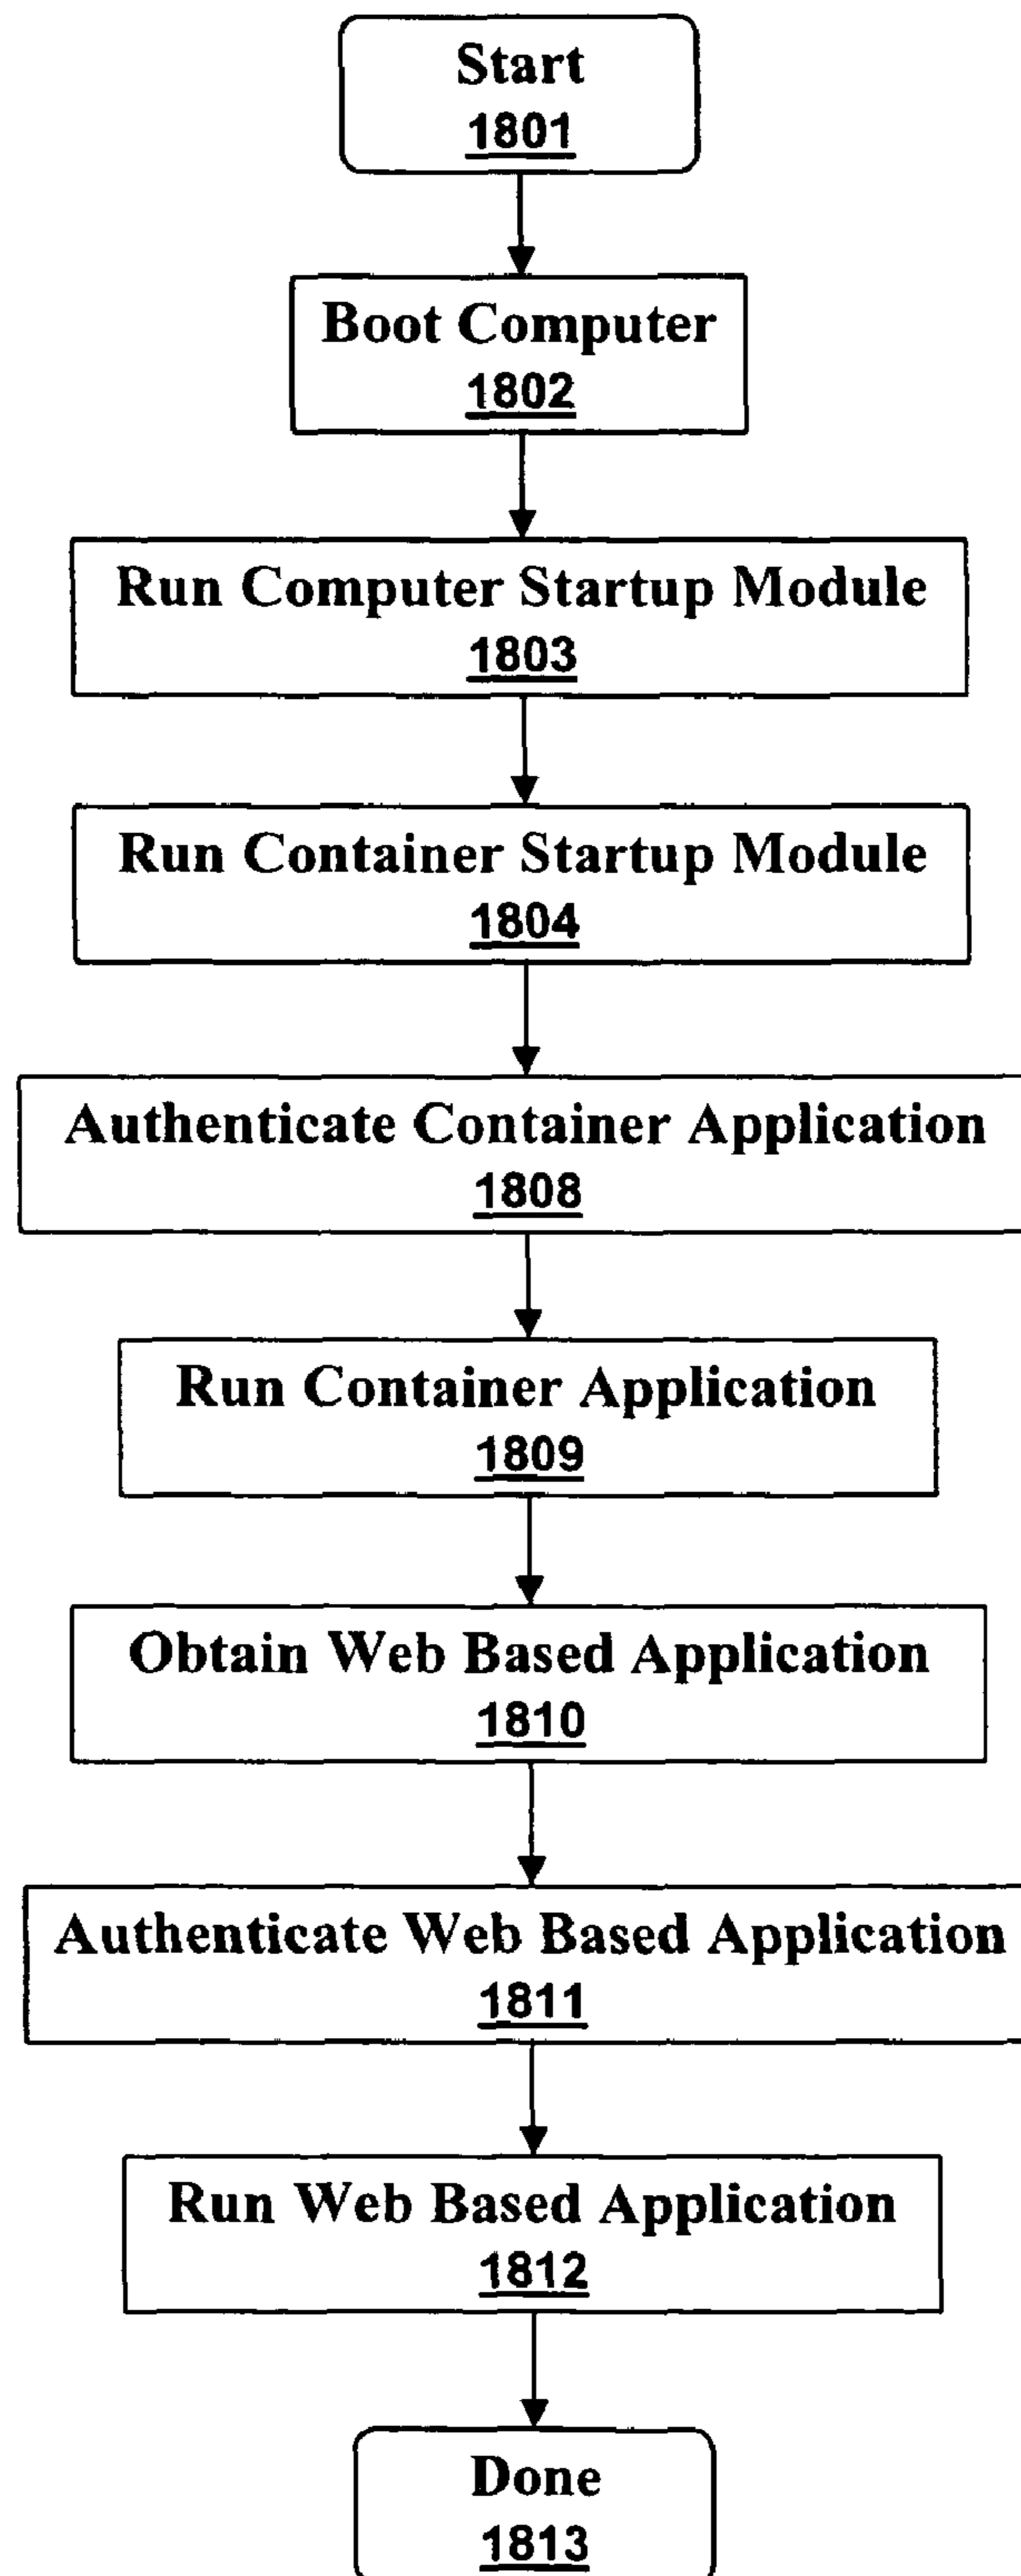 Start
1801
Boot Computer
1802
Run Computer Startup Module
1803
Run Container Startup Module
1804
Authenticate Container Application
1808
Run Container Application
1809
Obtain Web Based Application
1810
Authenticate Web Based Application
1811
Run Web Based Application
1812
Done
1813